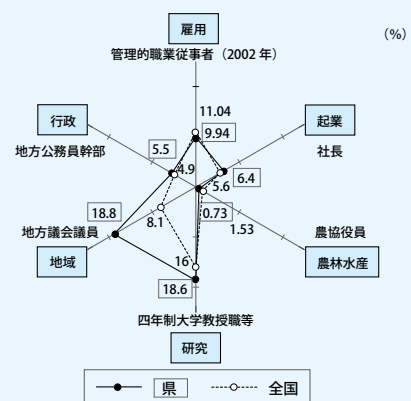 雇用
管理的職業従事者（2002 年）
（%）
11.04
9.94
行政
地方公務員幹部
5.5
4.9
起業
社長
6.4
5.6
18.8
8.1
0.73
1.53
地方議会議員
地域
農協役員
農林水産
16
18.6
四年制大学教授職等
研究
県
全国